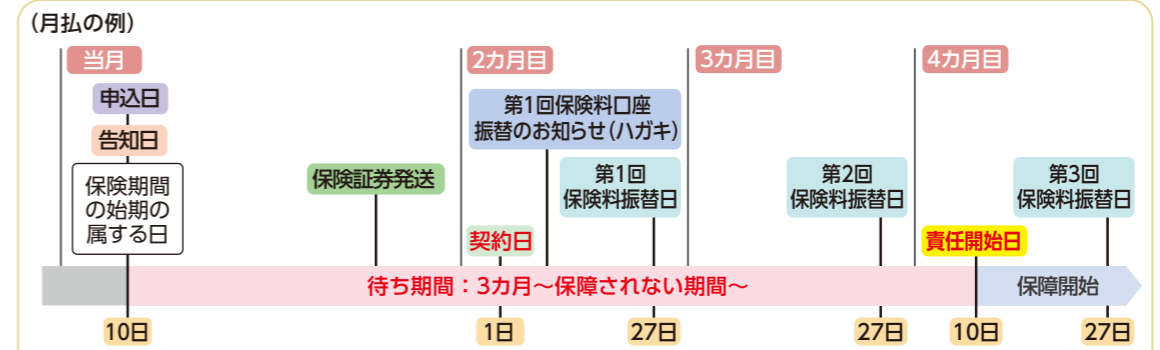 (月払の例)
当月
2カ月目
3カ月目
4カ月目
申込日
告知日
保険期間
の始期の
属する日
保険証券発送
第1回保険料口座
振替のお知らせ(ハガキ)
契約日
第1回
保険料振替日
第2回
保険料振替日
責任開始日
第3回
保険料振替日
待ち期間:3カ月~保障されない期間~
保障開始
10日
1日
27日
27日
10日
27日